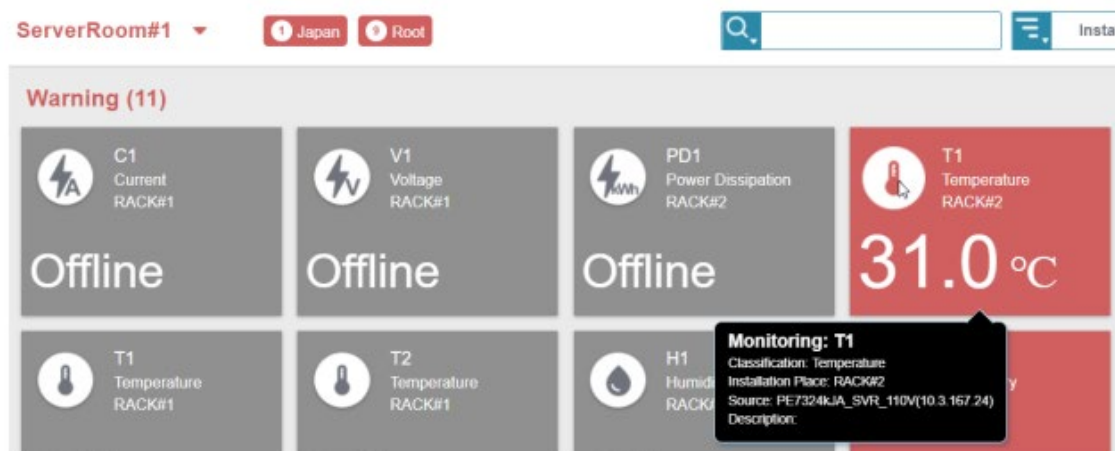 ServerRoom#1
1 Japan
9 Root
Insta
Warning (11)
C1
Current
RACK#1
Offline
V1
Voltage
RACK#1
Offline
PD1
Power Dissipation
RACK#2
Offline
T1
Temperature
RACK#2
31.0 °C
T1
Temperature
RACK#1
T2
Temperature
RACK#1
H1
Humidi
RACK#
Monitoring: T1
Classification: Temperature
Installation Place: RACK#2
Source: PE7324kJA_SVR_110V(10.3.167.24)
Description:
y